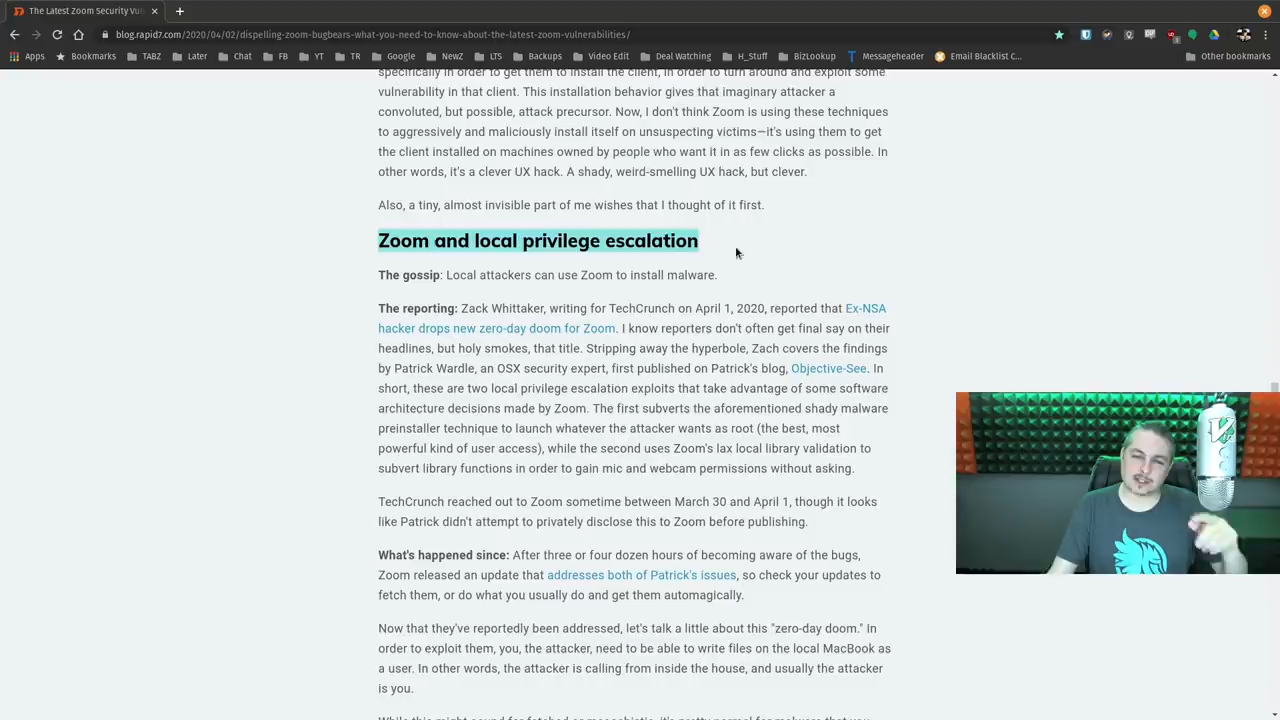 The Latest Zoom Security Vul
blog.rapid7.com/2020/04/02/dispelling-zoom-bugbears-what-you-need-to-know-about-the-latest-zoom-vulnerabilities/
Apps Bookmarks TABZ Later Chat FB YT TR Google NewZ LTS Backups Video Edit Deal Watching H_Stuff BizLookup Messageheader Email Blacklist C... Other bookmarks
specifically in order to get them to install the client, in order to turn around and exploit some
vulnerability in that client. This installation behavior gives that imaginary attacker a
convoluted, but possible, attack precursor. Now, I don't think Zoom is using these techniques
to aggressively and maliciously install itself on unsuspecting victims—it's using them to get
the client installed on machines owned by people who want it in as few clicks as possible. In
other words, it's a clever UX hack. A shady, weird-smelling UX hack, but clever.
Also, a tiny, almost invisible part of me wishes that I thought of it first.
Zoom and local privilege escalation
The gossip: Local attackers can use Zoom to install malware.
The reporting: Zack Whittaker, writing for TechCrunch on April 1, 2020, reported that Ex-NSA
hacker drops new zero-day doom for Zoom. I know reporters don't often get final say on their
headlines, but holy smokes, that title. Stripping away the hyperbole, Zach covers the findings
by Patrick Wardle, an OSX security expert, first published on Patrick's blog, Objective-See. In
short, these are two local privilege escalation exploits that take advantage of some software
architecture decisions made by Zoom. The first subverts the aforementioned shady malware
preinstaller technique to launch whatever the attacker wants as root (the best, most
powerful kind of user access), while the second uses Zoom's lax local library validation to
subvert library functions in order to gain mic and webcam permissions without asking.
TechCrunch reached out to Zoom sometime between March 30 and April 1, though it looks
like Patrick didn't attempt to privately disclose this to Zoom before publishing.
What's happened since: After three or four dozen hours of becoming aware of the bugs,
Zoom released an update that addresses both of Patrick's issues, so check your updates to
fetch them, or do what you usually do and get them automagically.
Now that they've reportedly been addressed, let's talk a little about this "zero-day doom." In
order to exploit them, you, the attacker, need to be able to write files on the local MacBook as
a user. In other words, the attacker is calling from inside the house, and usually the attacker
is you.